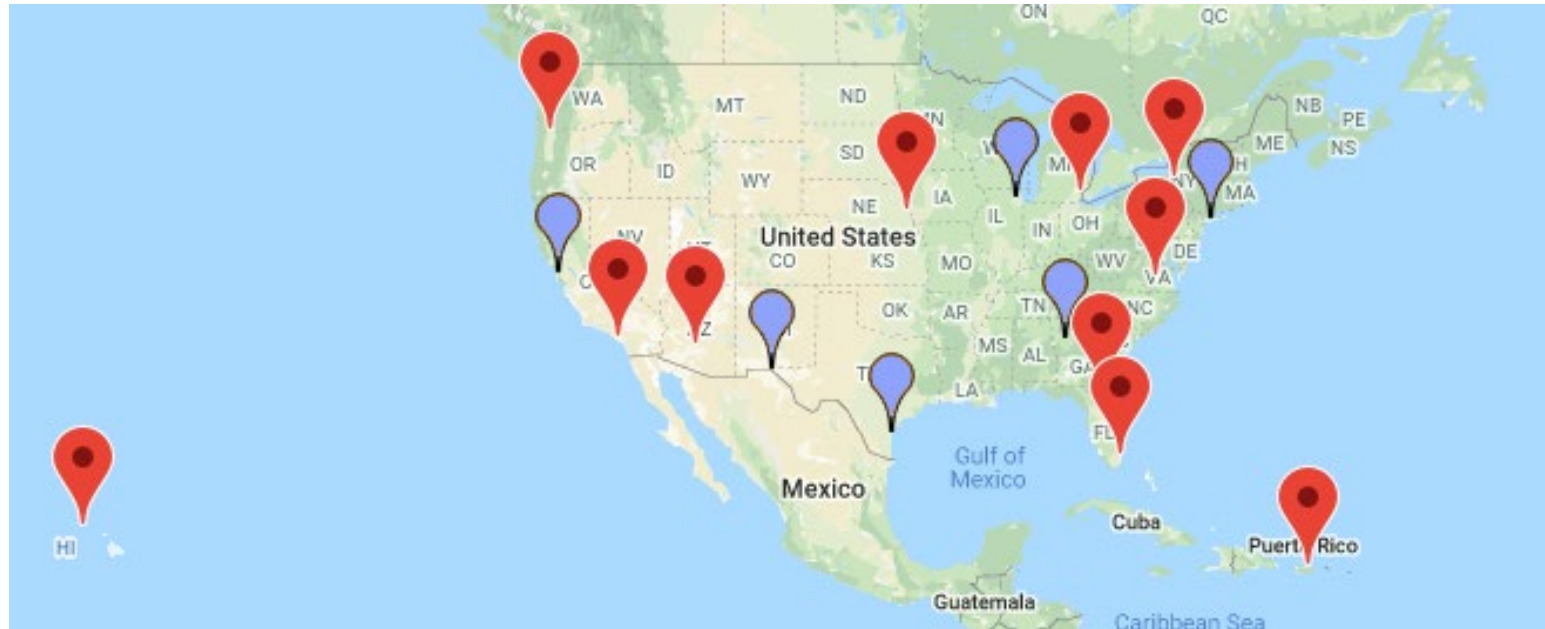 ON
QC
WA
MT
ND
NB
PE
ME
NS
OR
ID
SD
WY
NE
IA
MA
IL
IN
OH
NV
United States
CO
KS
MO
WV
DE
VA
OK
AR
TN
NC
MS
AL
GA
LA
FL
Gulf of
Mexico
Mexico
Cuba
HI
Guatemala
Caribbean Sea